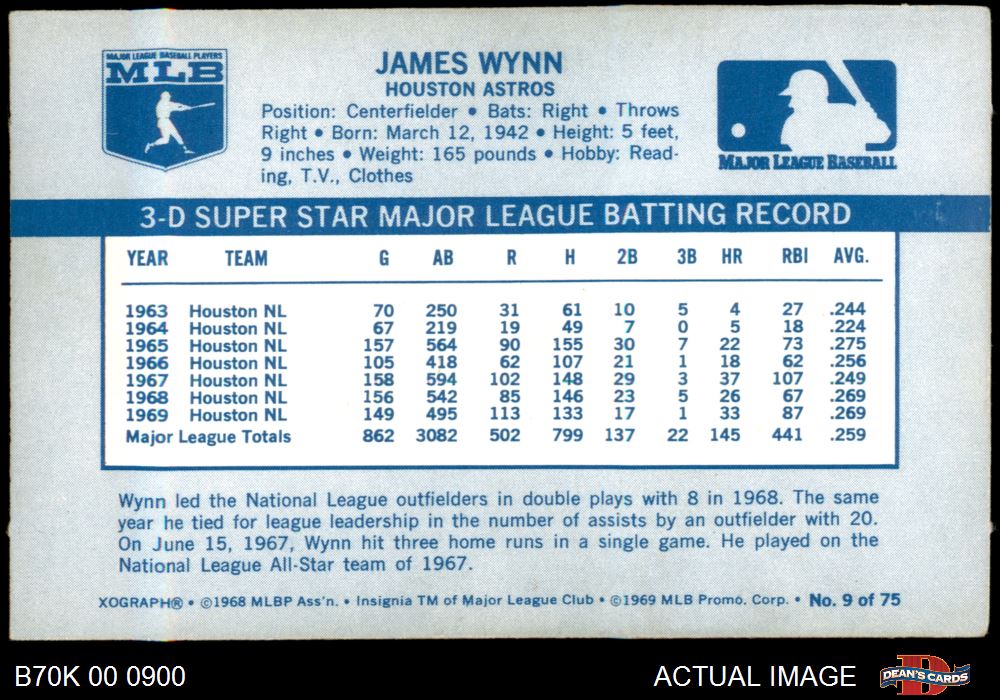 MAJOR LEAGUE BASEBALL PLAYERS
MLB
JAMES WYNN
HOUSTON ASTROS
Position: Centerfielder • Bats: Right • Throws
Right • Born: March 12, 1942 • Height: 5 feet,
9 inches • Weight: 165 pounds • Hobby: Read-
ing, T.V., Clothes
MAJOR LEAGUE BASEBALL
3-D SUPER STAR MAJOR LEAGUE BATTING RECORD
YEAR TEAM G AB R H 2B 3B HR RBI AVG.
1963 Houston NL 70 250 31 61 10 5 4 27 .244
1964 Houston NL 67 219 19 49 7 0 5 18 .224
1965 Houston NL 157 564 90 155 30 7 22 73 .275
1966 Houston NL 105 418 62 107 21 1 18 62 .256
1967 Houston NL 158 594 102 148 29 3 37 107 .249
1968 Houston NL 156 542 85 146 23 5 26 67 .269
1969 Houston NL 149 495 113 133 17 1 33 87 .269
Major League Totals 862 3082 502 799 137 22 145 441 .259
Wynn led the National League outfielders in double plays with 8 in 1968. The same
year he tied for league leadership in the number of assists by an outfielder with 20.
On June 15, 1967, Wynn hit three home runs in a single game. He played on the
National League All-Star team of 1967.
XOGRAPH® • ©1968 MLBP Ass'n. • Insignia TM of Major League Club • ©1969 MLB Promo. Corp. • No. 9 of 75
B70K 00 0900
ACTUAL IMAGE
D
DEAN'S CARDS